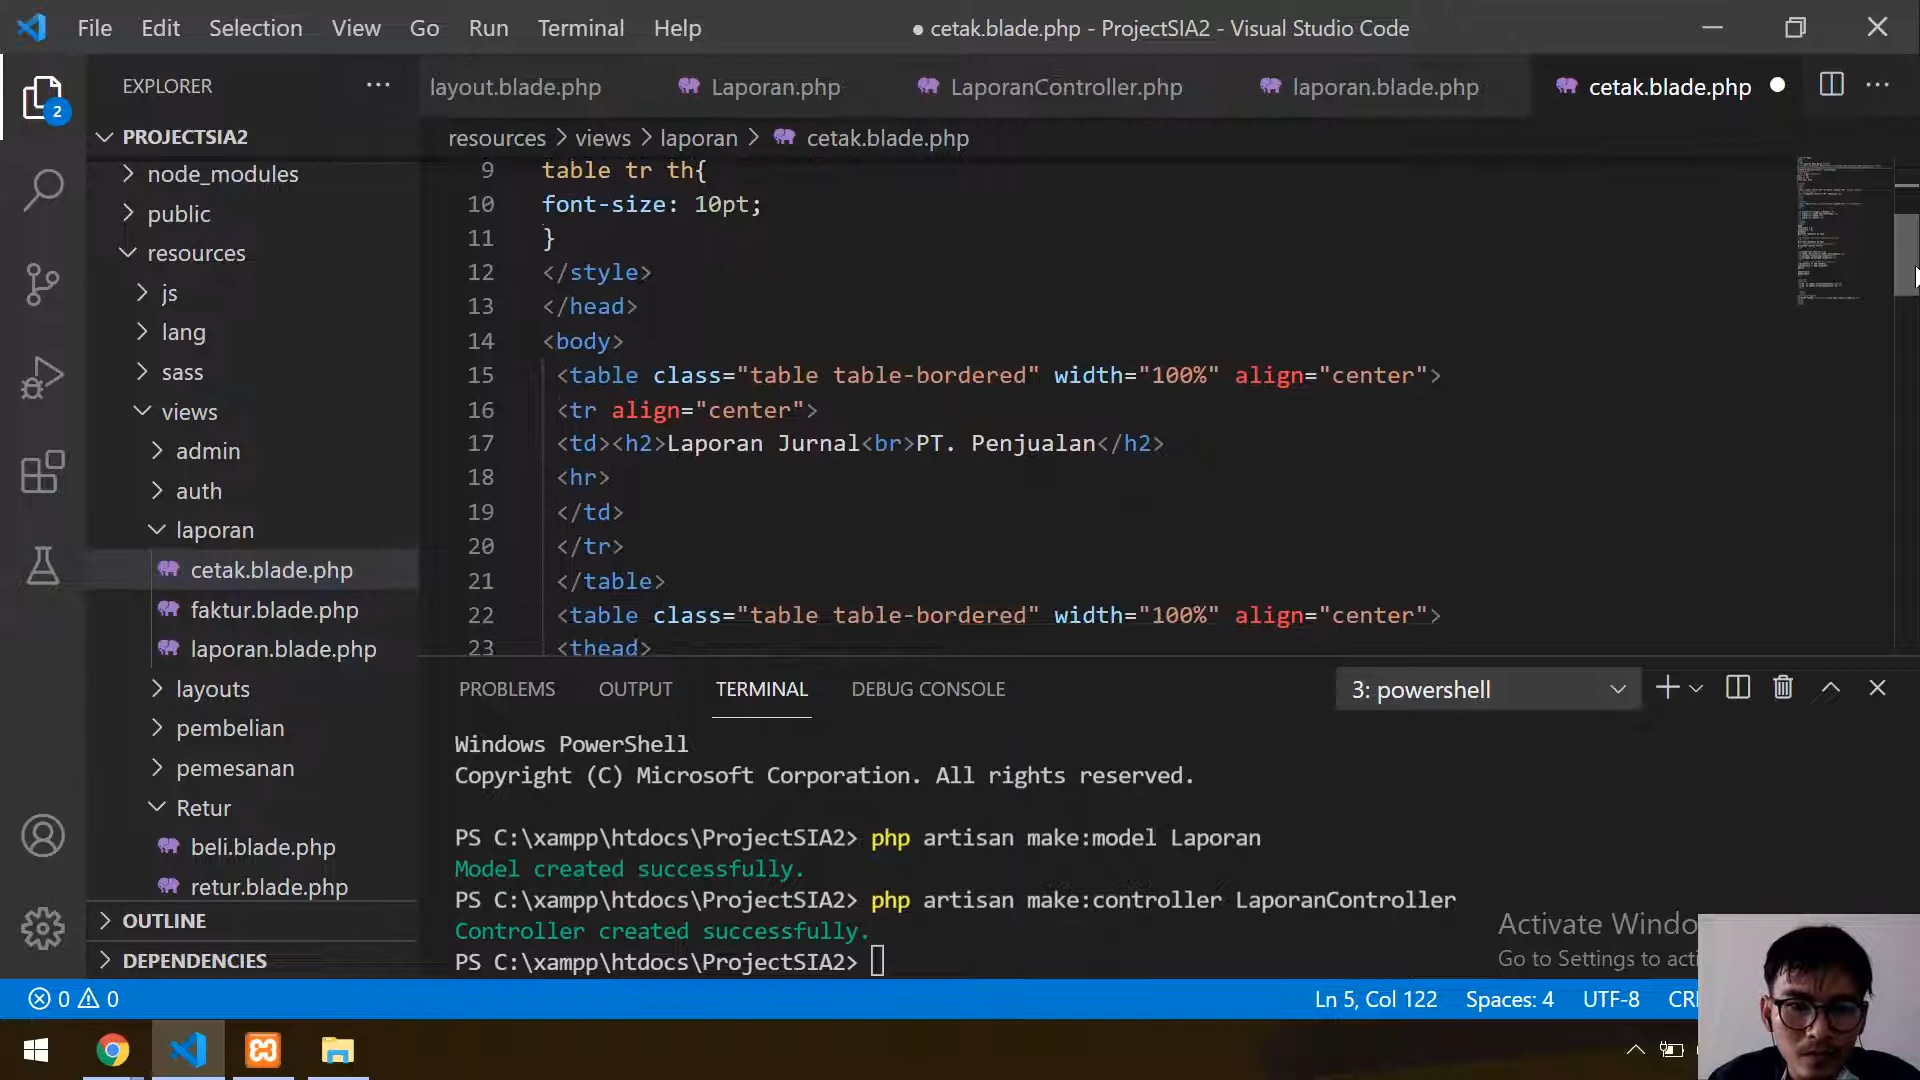 File Edit Selection View Go Run Terminal Help
● cetak.blade.php - ProjectSIA2 - Visual Studio Code
2
EXPLORER
PROJECTSIA2
node_modules
public
resources
js
lang
sass
views
admin
auth
laporan
cetak.blade.php
faktur.blade.php
laporan.blade.php
layouts
pembelian
pemesanan
Retur
beli.blade.php
retur.blade.php
OUTLINE
DEPENDENCIES
layout.blade.php Laporan.php LaporanController.php laporan.blade.php cetak.blade.php
resources > views > laporan > cetak.blade.php
9 table tr th{
10 font-size: 10pt;
11 }
12 </style>
13 </head>
14 <body>
15 <table class="table table-bordered" width="100%" align="center">
16 <tr align="center">
17 <td><h2>Laporan Jurnal<br>PT. Penjualan</h2>
18 <hr>
19 </td>
20 </tr>
21 </table>
22 <table class="table table-bordered" width="100%" align="center">
23 <thead>
PROBLEMS OUTPUT TERMINAL DEBUG CONSOLE
3: powershell
Windows PowerShell
Copyright (C) Microsoft Corporation. All rights reserved.
PS C:\xampp\htdocs\ProjectSIA2> php artisan make:model Laporan
Model created successfully.
PS C:\xampp\htdocs\ProjectSIA2> php artisan make:controller LaporanController
Controller created successfully.
PS C:\xampp\htdocs\ProjectSIA2>
Activate Windo
Go to Settings to acti
0 0
Ln 5, Col 122 Spaces: 4 UTF-8 CR